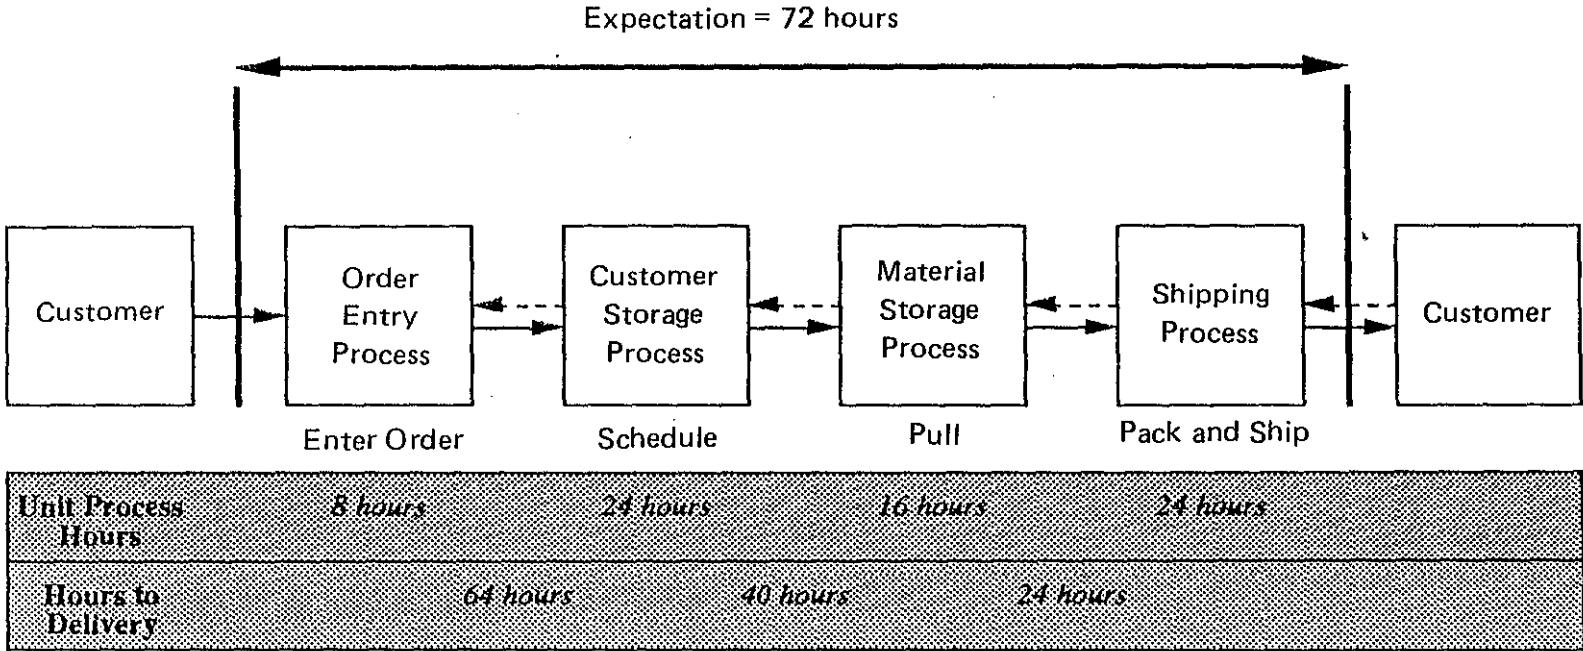 Expectation = 72 hours
Customer
Order
Entry
Process
Customer
Storage
Process
Material
Storage
Process
Shipping
Process
Customer
Enter Order
Schedule
Pull
Pack and Ship
Unit Process
Hours
8 hours
24 hours
16 hours
24 hours
Hours to
Delivery
64 hours
40 hours
24 hours